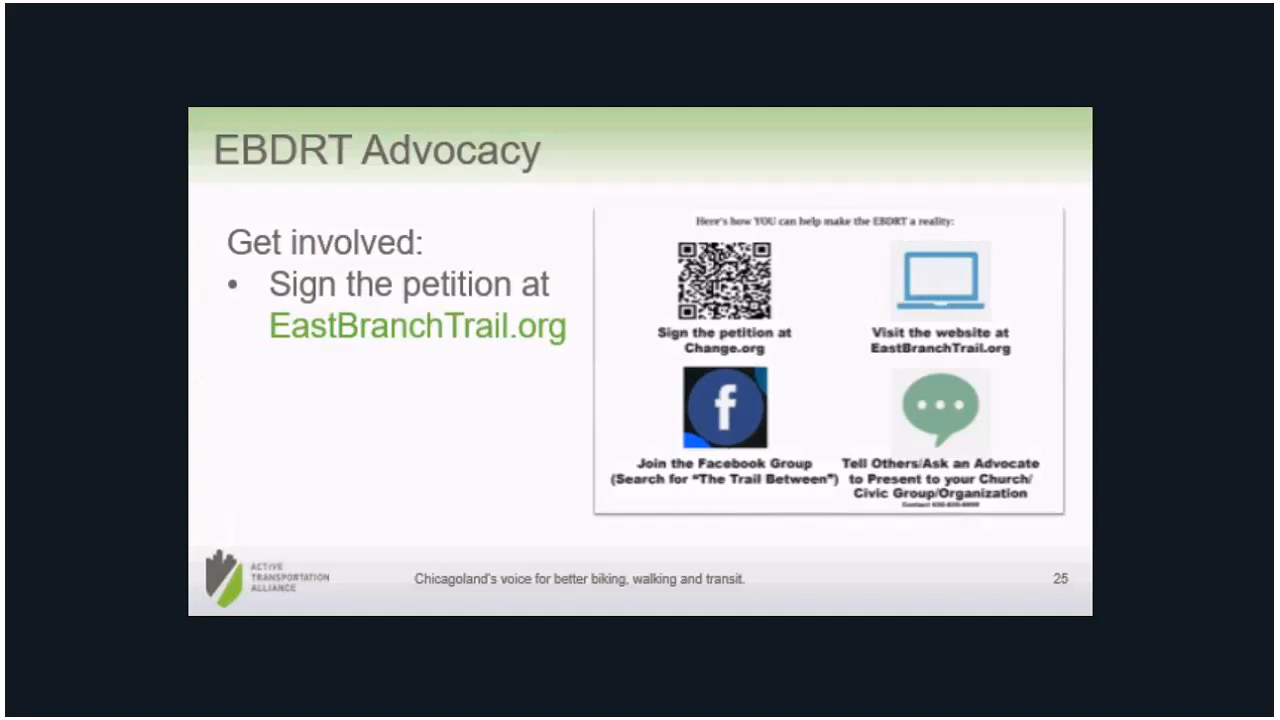 EBDRT Advocacy
Get involved:
• Sign the petition at
EastBranchTrail.org
Here's how YOU can help make the EBDRT a reality:
Sign the petition at
Change.org
Visit the website at
EastBranchTrail.org
Join the Facebook Group
(Search for "The Trail Between")
Tell Others/Ask an Advocate
to Present to your Church/
Civic Group/Organization
Contact
ACTIVE
TRANSPORTATION
ALLIANCE
Chicagoland's voice for better biking, walking and transit.
25